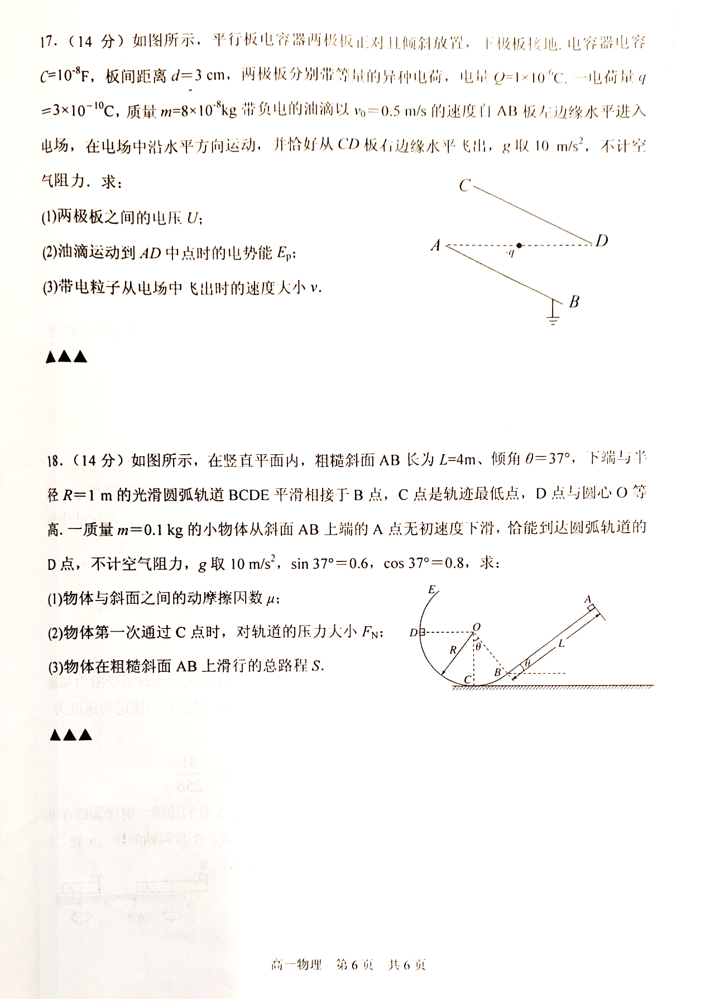 17.（14 分）如图所示，平行板电容器两极板正对且倾斜放置，下极板接地.电容器电容
C=10⁻⁸F，板间距离 d＝3 cm，两极板分别带等量的异种电荷，电量 Q=1×10⁻⁶C.一电荷量 q
=3×10⁻¹⁰C，质量 m=8×10⁻⁸kg 带负电的油滴以 v₀＝0.5 m/s 的速度自 AB 板左边缘水平进入
电场，在电场中沿水平方向运动，并恰好从 CD 板右边缘水平飞出，g 取 10 m/s²，不计空
气阻力．求：
(1)两极板之间的电压 U；
(2)油滴运动到 AD 中点时的电势能 Eₚ；
(3)带电粒子从电场中飞出时的速度大小 v.
C
A
-q
D
B
▲▲▲
18.（14 分）如图所示，在竖直平面内，粗糙斜面 AB 长为 L=4m、倾角 θ＝37°，下端与半
径 R＝1 m 的光滑圆弧轨道 BCDE 平滑相接于 B 点，C 点是轨迹最低点，D 点与圆心 O 等
高.一质量 m＝0.1 kg 的小物体从斜面 AB 上端的 A 点无初速度下滑，恰能到达圆弧轨道的
D 点，不计空气阻力，g 取 10 m/s²，sin 37°＝0.6，cos 37°＝0.8，求：
(1)物体与斜面之间的动摩擦因数 μ；
(2)物体第一次通过 C 点时，对轨道的压力大小 F_N；
(3)物体在粗糙斜面 AB 上滑行的总路程 S.
E
A
D
O
R
θ
L
B
θ
C
▲▲▲
高一物理 第 6 页 共 6 页